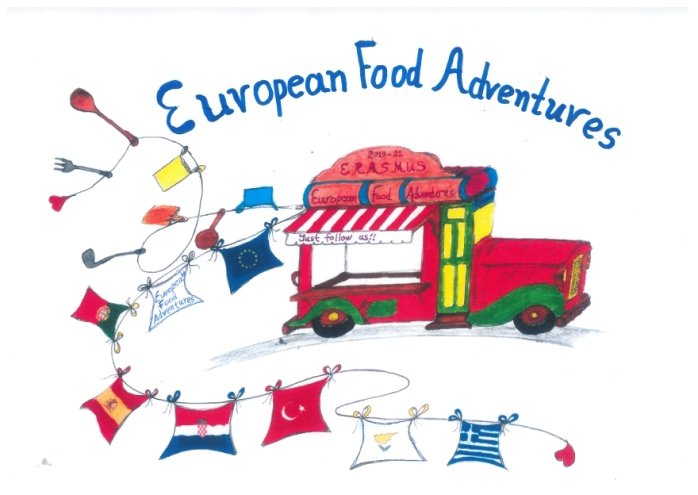 European Food Adventures
2019-21
ERASMUS
European food Adventures
Just follow us!!
European
Food
Adventures